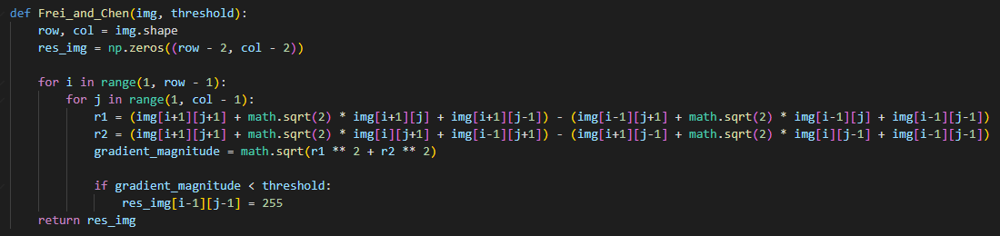 def Frei_and_Chen(img, threshold):
    row, col = img.shape
    res_img = np.zeros((row - 2, col - 2))

    for i in range(1, row - 1):
        for j in range(1, col - 1):
            r1 = (img[i+1][j+1] + math.sqrt(2) * img[i+1][j] + img[i+1][j-1]) - (img[i-1][j+1] + math.sqrt(2) * img[i-1][j] + img[i-1][j-1])
            r2 = (img[i+1][j+1] + math.sqrt(2) * img[i][j+1] + img[i-1][j+1]) - (img[i+1][j-1] + math.sqrt(2) * img[i][j-1] + img[i-1][j-1])
            gradient_magnitude = math.sqrt(r1 ** 2 + r2 ** 2)

            if gradient_magnitude < threshold:
                res_img[i-1][j-1] = 255
    return res_img